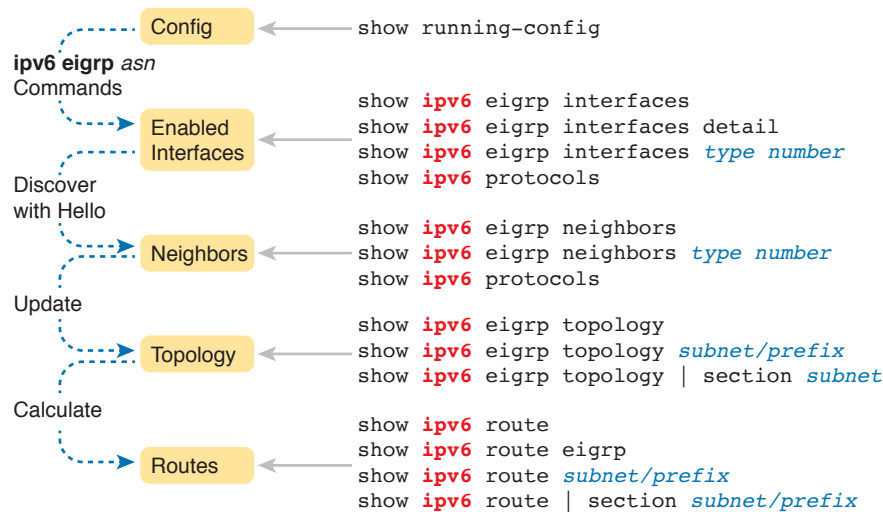 Config
show running-config
ipv6 eigrp asn
Commands
Enabled
Interfaces
show ipv6 eigrp interfaces
show ipv6 eigrp interfaces detail
show ipv6 eigrp interfaces type number
show ipv6 protocols
Discover
with Hello
Neighbors
show ipv6 eigrp neighbors
show ipv6 eigrp neighbors type number
show ipv6 protocols
Update
Topology
show ipv6 eigrp topology
show ipv6 eigrp topology subnet/prefix
show ipv6 eigrp topology | section subnet
Calculate
Routes
show ipv6 route
show ipv6 route eigrp
show ipv6 route subnet/prefix
show ipv6 route | section subnet/prefix